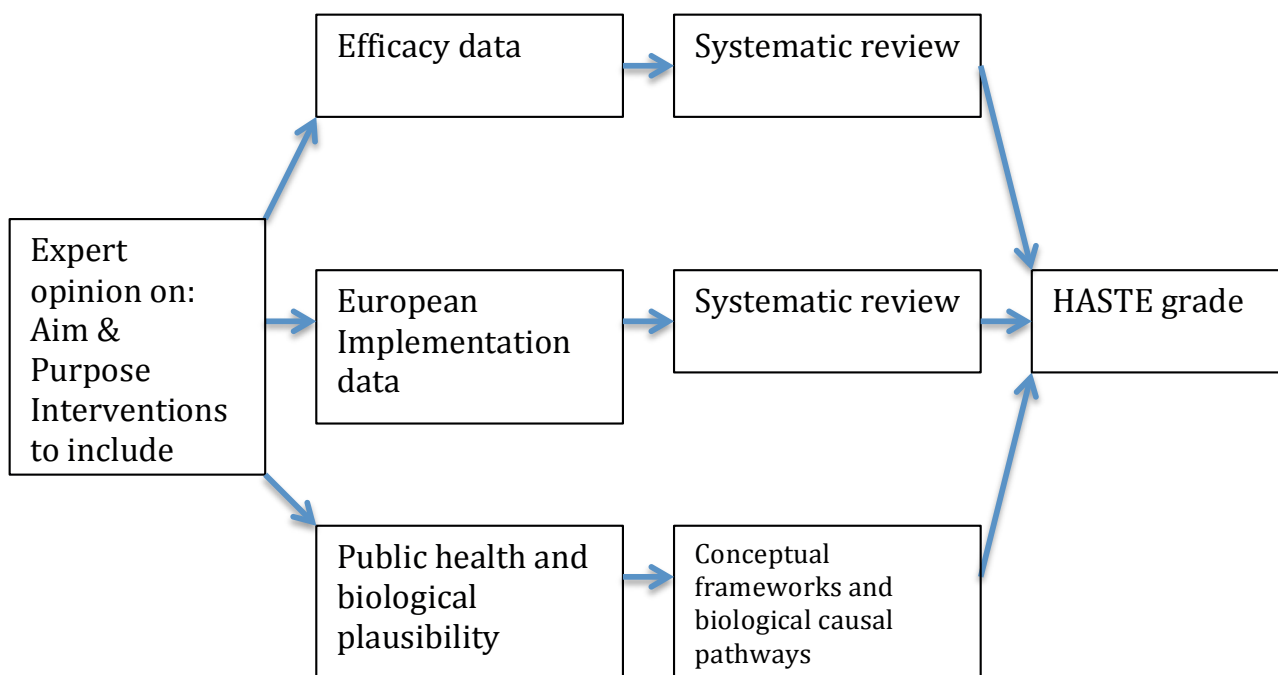 Efficacy data
Systematic review
Expert
opinion on:
Aim &
Purpose
Interventions
to include
European
Implementation
data
Systematic review
HASTE grade
Public health and
biological
plausibility
Conceptual
frameworks and
biological causal
pathways